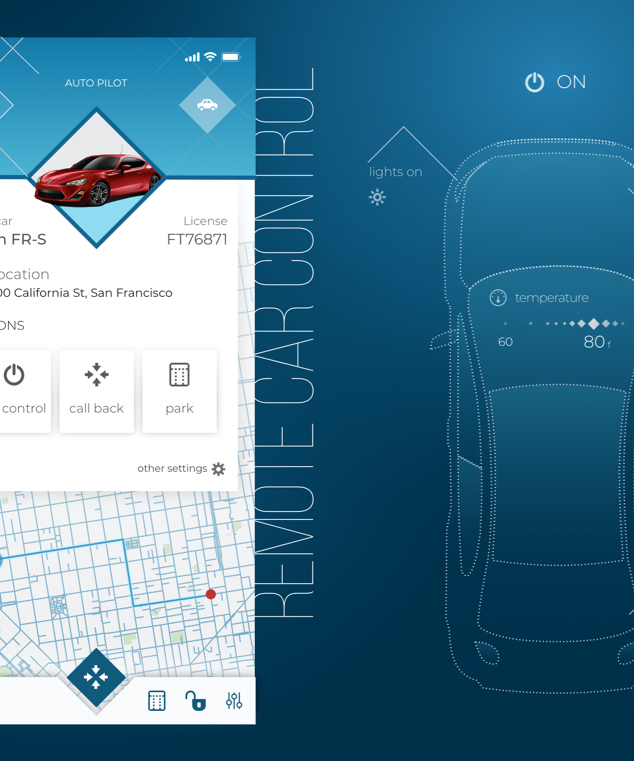 AUTO PILOT
car
License
n FR-S
FT76871
ocation
00 California St, San Francisco
ONS
control
call back
park
other settings
REMOTE CAR CONTROL
ON
lights on
temperature
60
80 f